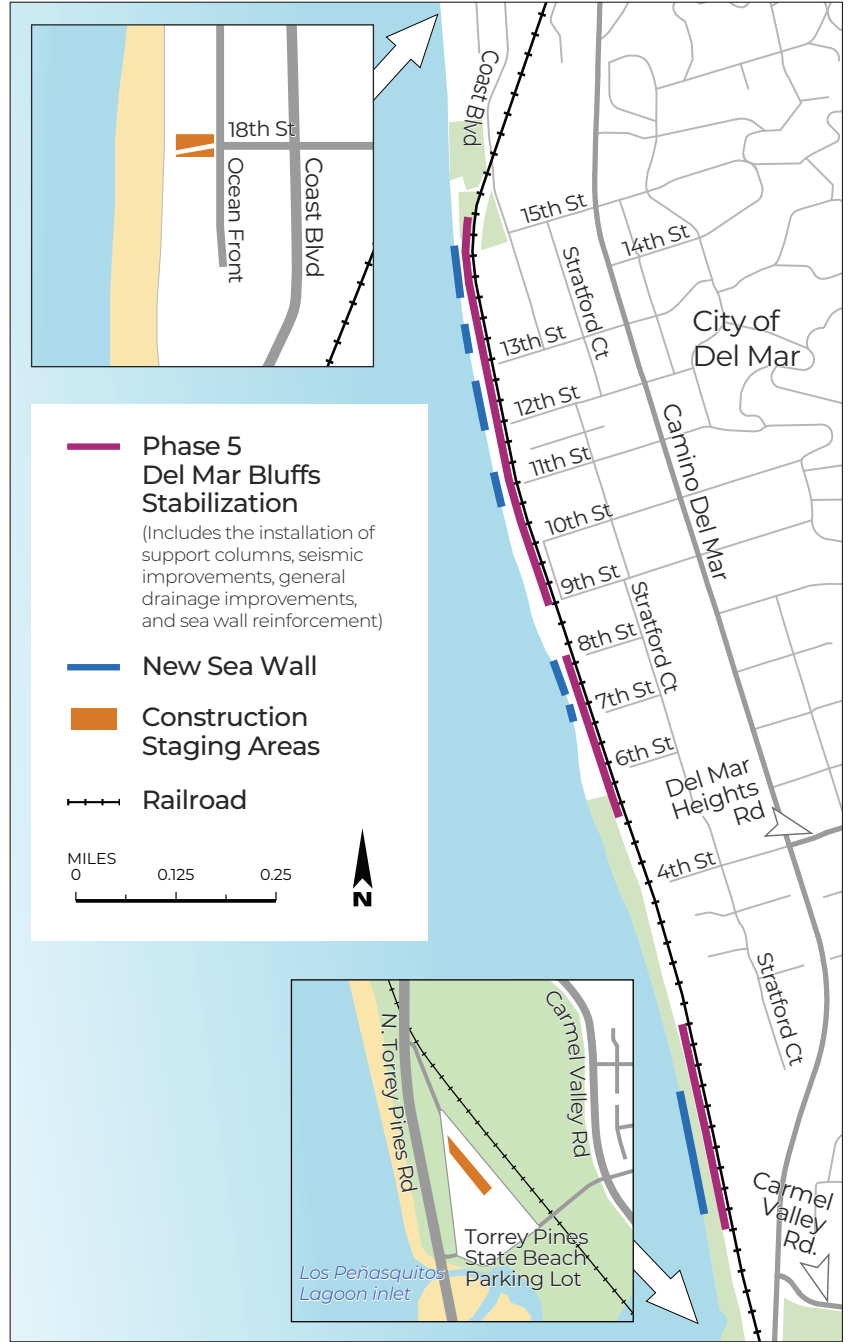 18th St
Ocean Front
Coast Blvd
Coast Blvd
15th St
14th St
Stratford Ct
City of
Del Mar
13th St
12th St
Camino Del Mar
11th St
10th St
9th St
Stratford Ct
8th St
7th St
6th St
Del Mar
Heights
Rd
4th St
Stratford Ct
Carmel
Valley
Rd.
Phase 5
Del Mar Bluffs
Stabilization
(Includes the installation of
support columns, seismic
improvements, general
drainage improvements,
and sea wall reinforcement)
New Sea Wall
Construction
Staging Areas
Railroad
MILES
0 0.125 0.25
N
N. Torrey Pines Rd
Carmel Valley Rd
Torrey Pines
State Beach
Parking Lot
Los Peñasquitos
Lagoon inlet